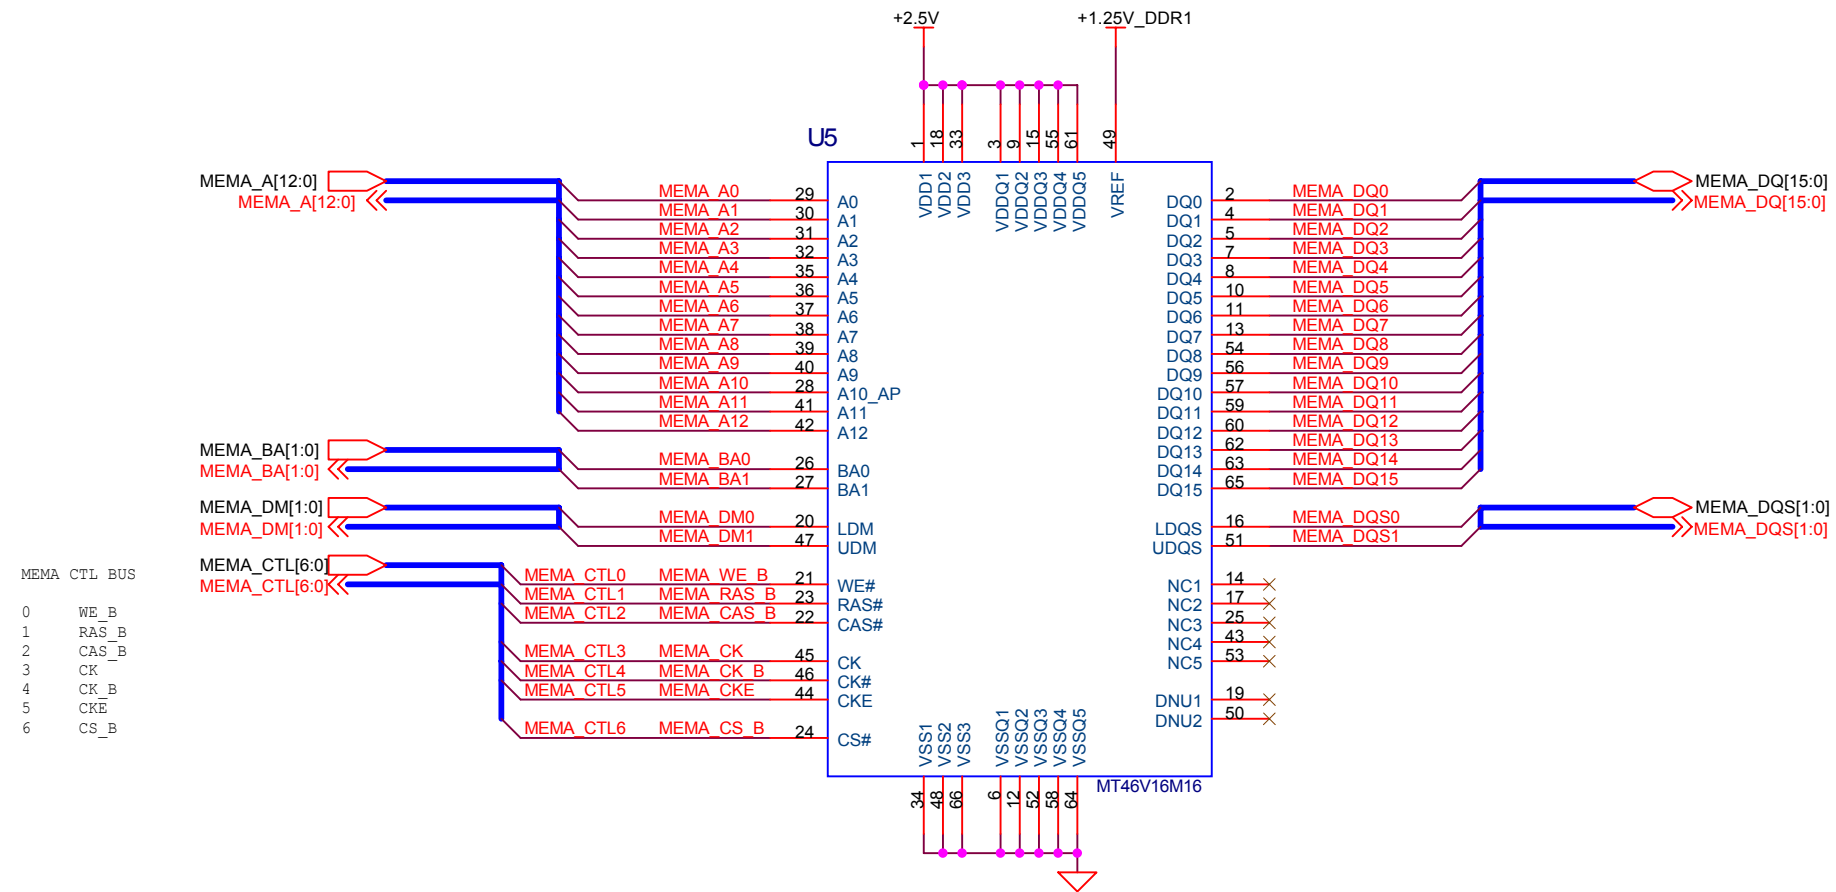 +2.5V +1.25V_DDR1
1 18 33 3 9 15 55 61 49
U5
VDD1 VDD2 VDD3 VDDQ1 VDDQ2 VDDQ3 VDDQ4 VDDQ5 VREF
MEMA_A[12:0]
MEMA_A[12:0]
MEMA_A0 29 A0
MEMA_A1 30 A1
MEMA_A2 31 A2
MEMA_A3 32 A3
MEMA_A4 35 A4
MEMA_A5 36 A5
MEMA_A6 37 A6
MEMA_A7 38 A7
MEMA_A8 39 A8
MEMA_A9 40 A9
MEMA_A10 28 A10_AP
MEMA_A11 41 A11
MEMA_A12 42 A12
MEMA_BA[1:0]
MEMA_BA[1:0]
MEMA_BA0 26 BA0
MEMA_BA1 27 BA1
MEMA_DM[1:0]
MEMA_DM[1:0]
MEMA_DM0 20 LDM
MEMA_DM1 47 UDM
MEMA_CTL[6:0]
MEMA_CTL[6:0]
MEMA_CTL0 MEMA_WE_B 21 WE#
MEMA_CTL1 MEMA_RAS_B 23 RAS#
MEMA_CTL2 MEMA_CAS_B 22 CAS#
MEMA_CTL3 MEMA_CK 45 CK
MEMA_CTL4 MEMA_CK_B 46 CK#
MEMA_CTL5 MEMA_CKE 44 CKE
MEMA_CTL6 MEMA_CS_B 24 CS#
MEMA CTL BUS
0 WE_B
1 RAS_B
2 CAS_B
3 CK
4 CK_B
5 CKE
6 CS_B
MEMA_DQ[15:0]
MEMA_DQ[15:0]
DQ0 2 MEMA_DQ0
DQ1 4 MEMA_DQ1
DQ2 5 MEMA_DQ2
DQ3 7 MEMA_DQ3
DQ4 8 MEMA_DQ4
DQ5 10 MEMA_DQ5
DQ6 11 MEMA_DQ6
DQ7 13 MEMA_DQ7
DQ8 54 MEMA_DQ8
DQ9 56 MEMA_DQ9
DQ10 57 MEMA_DQ10
DQ11 59 MEMA_DQ11
DQ12 60 MEMA_DQ12
DQ13 62 MEMA_DQ13
DQ14 63 MEMA_DQ14
DQ15 65 MEMA_DQ15
MEMA_DQS[1:0]
MEMA_DQS[1:0]
LDQS 16 MEMA_DQS0
UDQS 51 MEMA_DQS1
NC1 14
NC2 17
NC3 25
NC4 43
NC5 53
DNU1 19
DNU2 50
VSS1 VSS2 VSS3 VSSQ1 VSSQ2 VSSQ3 VSSQ4 VSSQ5
MT46V16M16
34 48 66 6 12 52 58 64